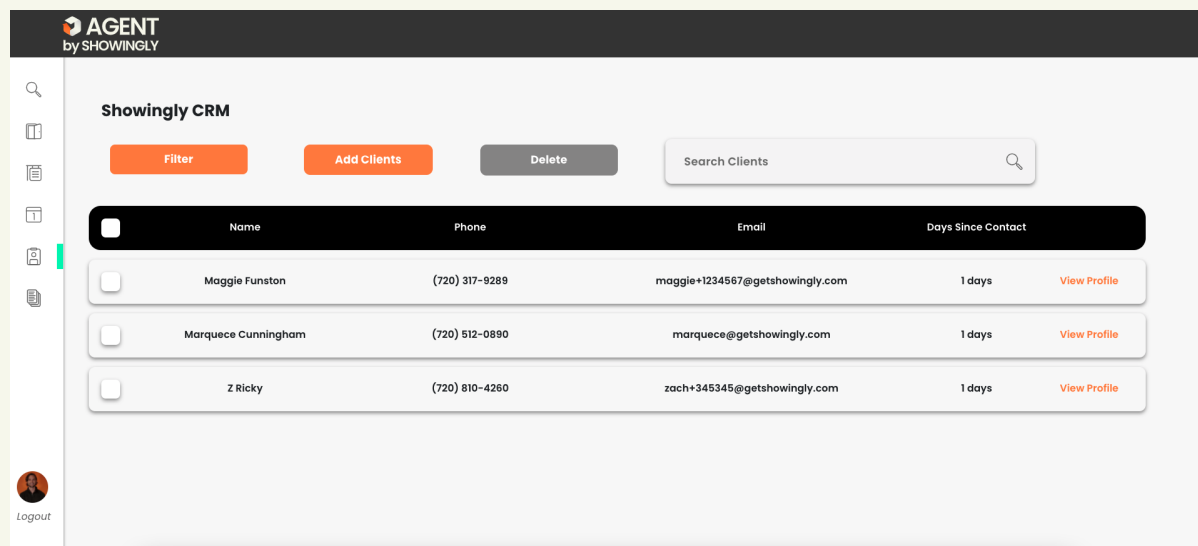 AGENT
by SHOWINGLY
Showingly CRM
Filter Add Clients Delete Search Clients
Name Phone Email Days Since Contact
Maggie Funston (720) 317-9289 maggie+1234567@getshowingly.com 1 days View Profile
1
Marquece Cunningham (720) 512-0890 marquece@getshowingly.com 1 days View Profile
Z Ricky (720) 810-4260 zach+345345@getshowingly.com 1 days View Profile
Logout